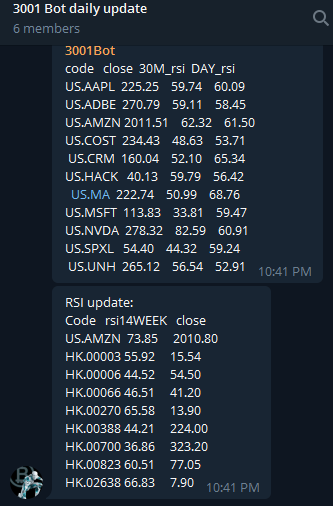 3001 Bot daily update
6 members
3001Bot
code close 30M_rsi DAY_rsi
US.AAPL 225.25 59.74 60.09
US.ADBE 270.79 59.11 58.45
US.AMZN 2011.51 62.32 61.50
US.COST 234.43 48.63 53.71
US.CRM 160.04 52.10 65.34
US.HACK 40.13 59.79 56.42
US.MA 222.74 50.99 68.76
US.MSFT 113.83 33.81 59.47
US.NVDA 278.32 82.59 60.91
US.SPXL 54.40 44.32 59.24
US.UNH 265.12 56.54 52.91
10:41 PM
RSI update:
Code rsi14WEEK close
US.AMZN 73.85 2010.80
HK.00003 55.92 15.54
HK.00006 44.52 54.50
HK.00066 46.51 41.20
HK.00270 65.58 13.90
HK.00388 44.21 224.00
HK.00700 36.86 323.20
HK.00823 60.51 77.05
HK.02638 66.83 7.90
10:41 PM